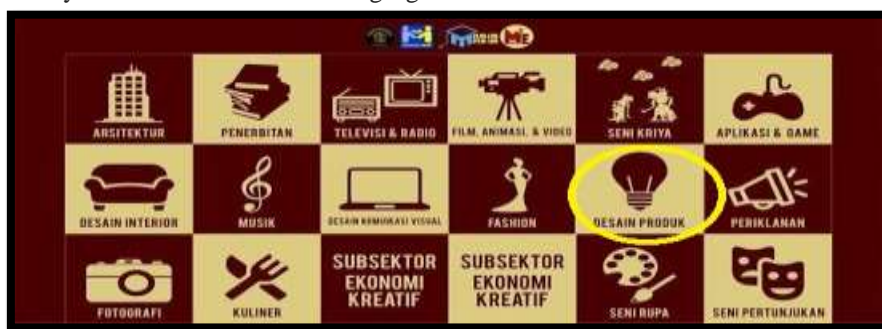 ARSITEKTUR
PENERBITAN
TELEVISI & RADIO
FILM, ANIMASI, & VIDEO
SENI KRIYA
APLIKASI & GAME
DESAIN INTERIOR
MUSIK
DESAIN KOMUNIKASI VISUAL
FASHION
DESAIN PRODUK
PERIKLANAN
FOTOGRAFI
KULINER
SUBSEKTOR
EKONOMI
KREATIF
SUBSEKTOR
EKONOMI
KREATIF
SENI RUPA
SENI PERTUNJUKAN